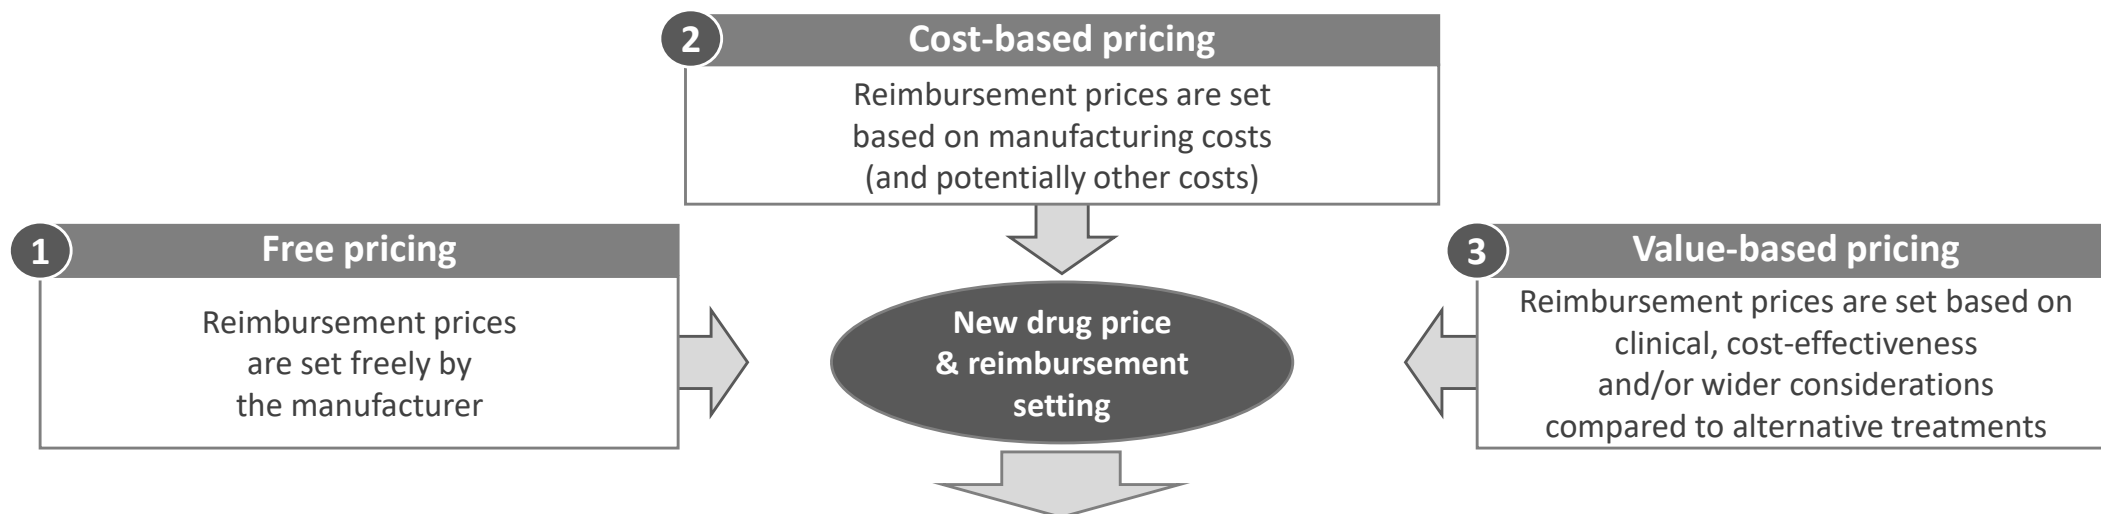 2
Cost-based pricing
Reimbursement prices are set
based on manufacturing costs
(and potentially other costs)
1
Free pricing
Reimbursement prices
are set freely by
the manufacturer
New drug price
& reimbursement
setting
3
Value-based pricing
Reimbursement prices are set based on
clinical, cost-effectiveness
and/or wider considerations
compared to alternative treatments